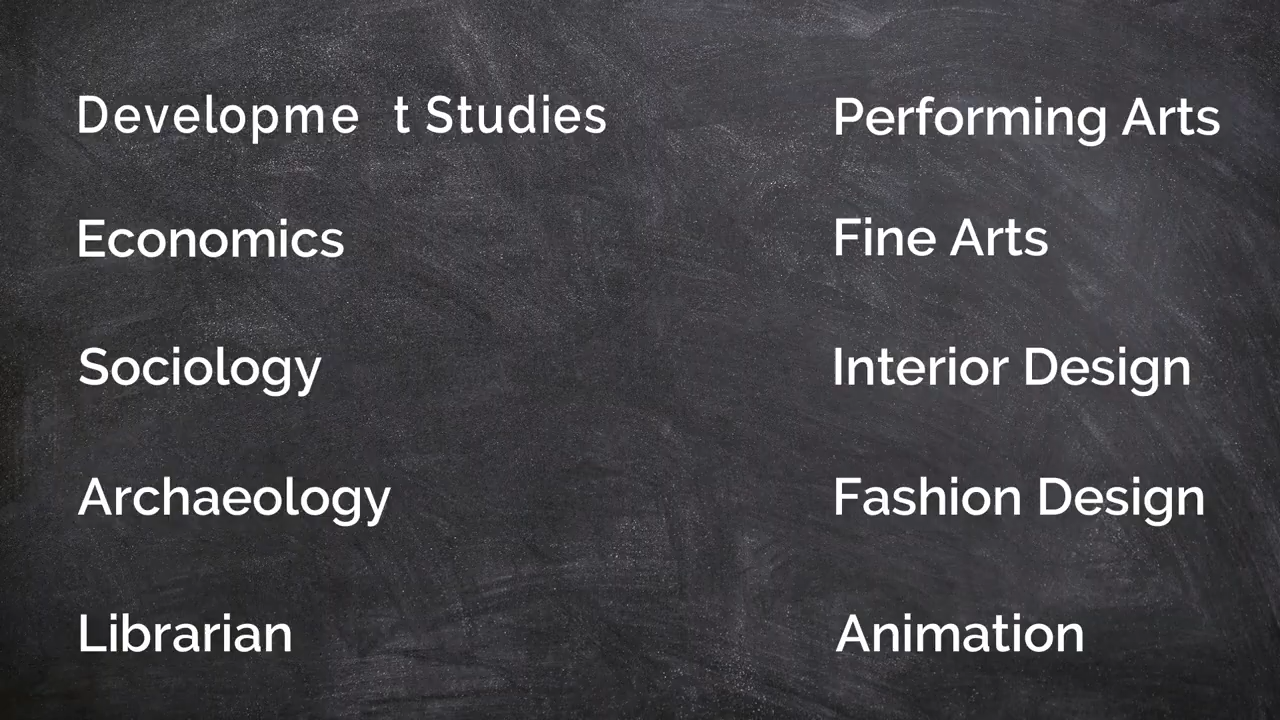 Developme t Studies
Economics
Sociology
Archaeology
Librarian
Performing Arts
Fine Arts
Interior Design
Fashion Design
Animation